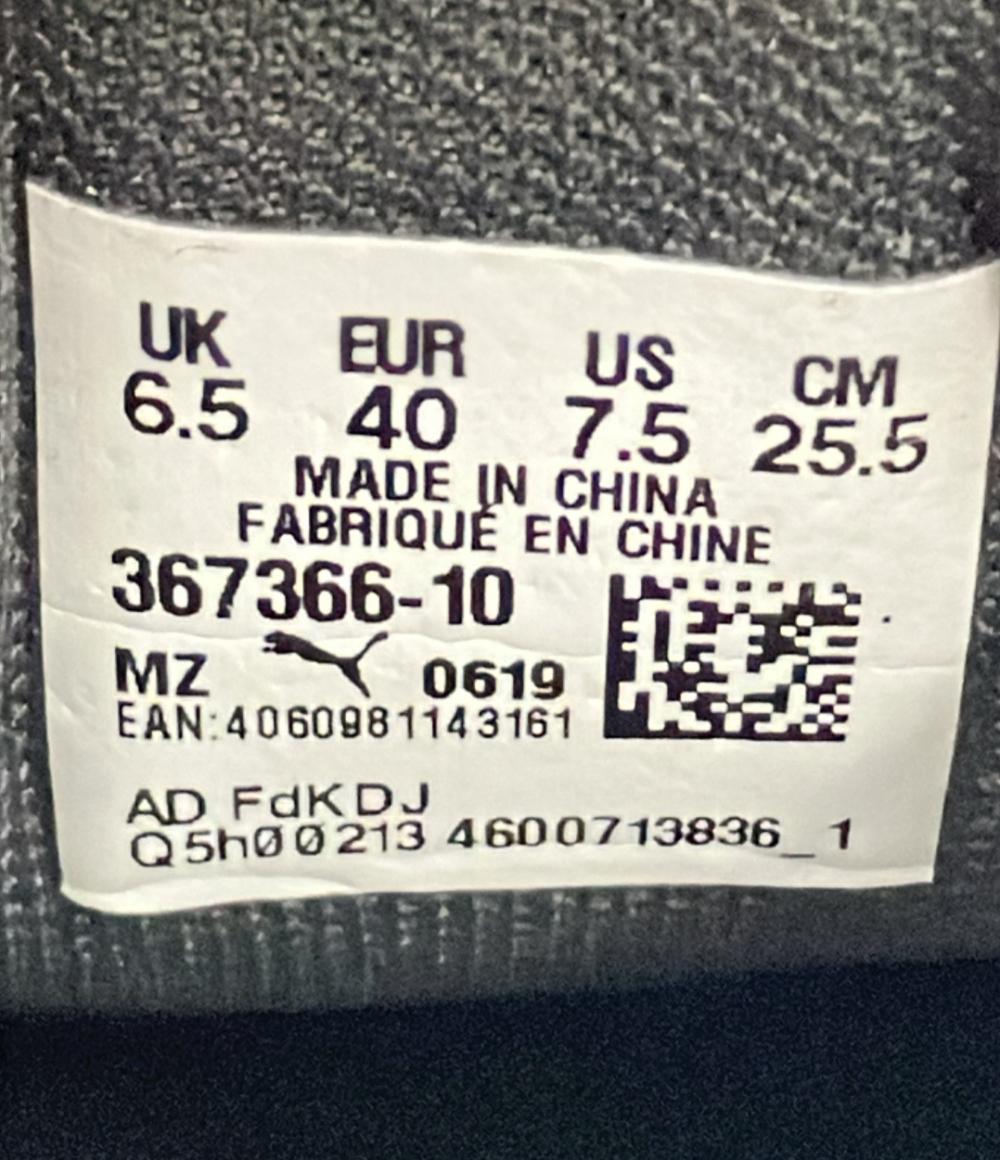 UK EUR US CM
6.5 40 7.5 25.5
MADE IN CHINA
FABRIQUÉ EN CHINE
367366-10
MZ 0619
EAN:4060981143161
AD FdKDJ
Q5h00213 4600713836_1